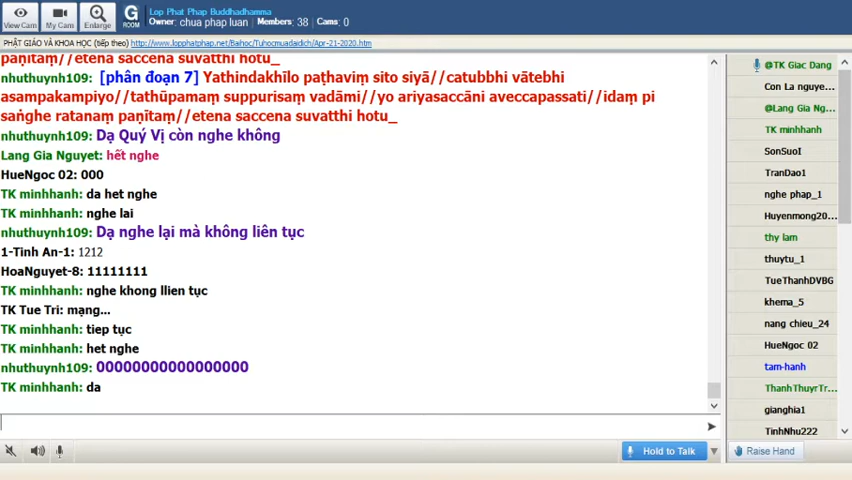 Lop Phat Phap Buddhadhamma
Owner: chua phap luan Members: 38 Cams: 0
View Cam
My Cam
Enlarge
G
ROOM
PHẬT GIÁO VÀ KHOA HỌC (tiếp theo) http://www.lopphatphap.net/Baihoc/Tuhocmuadaidich/Apr-21-2020.htm
paṇītaṃ//etena saccena suvatthi hotu_
nhuthuynh109: [phân đoạn 7] Yathindakhīlo paṭhaviṃ sito siyā//catubbhi vātebhi
asampakampiyo//tathūpamaṃ suppurisaṃ vadāmi//yo ariyasaccāni aveccapassati//idaṃ pi
saṅghe ratanaṃ paṇītaṃ//etena saccena suvatthi hotu_
nhuthuynh109: Dạ Quý Vị còn nghe không
Lang Gia Nguyet: hết nghe
HueNgoc 02: 000
TK minhhanh: da het nghe
TK minhhanh: nghe lai
nhuthuynh109: Dạ nghe lại mà không liên tục
1-Tinh An-1: 1212
HoaNguyet-8: 11111111
TK minhhanh: nghe khong llien tục
TK Tue Tri: mạng...
TK minhhanh: tiep tục
TK minhhanh: het nghe
nhuthuynh109: 00000000000000000
TK minhhanh: da
Hold to Talk
@TK Giac Dang
Con La nguye...
@Lang Gia Ng...
TK minhhanh
SonSuoI
TranDao1
nghe phap_1
Huyenmong20...
thy lam
thuytu_1
TueThanhDVBG
khema_5
nang chieu_24
HueNgoc 02
tam-hanh
ThanhThuyrTr...
gianghia1
TinhNhu222
Raise Hand